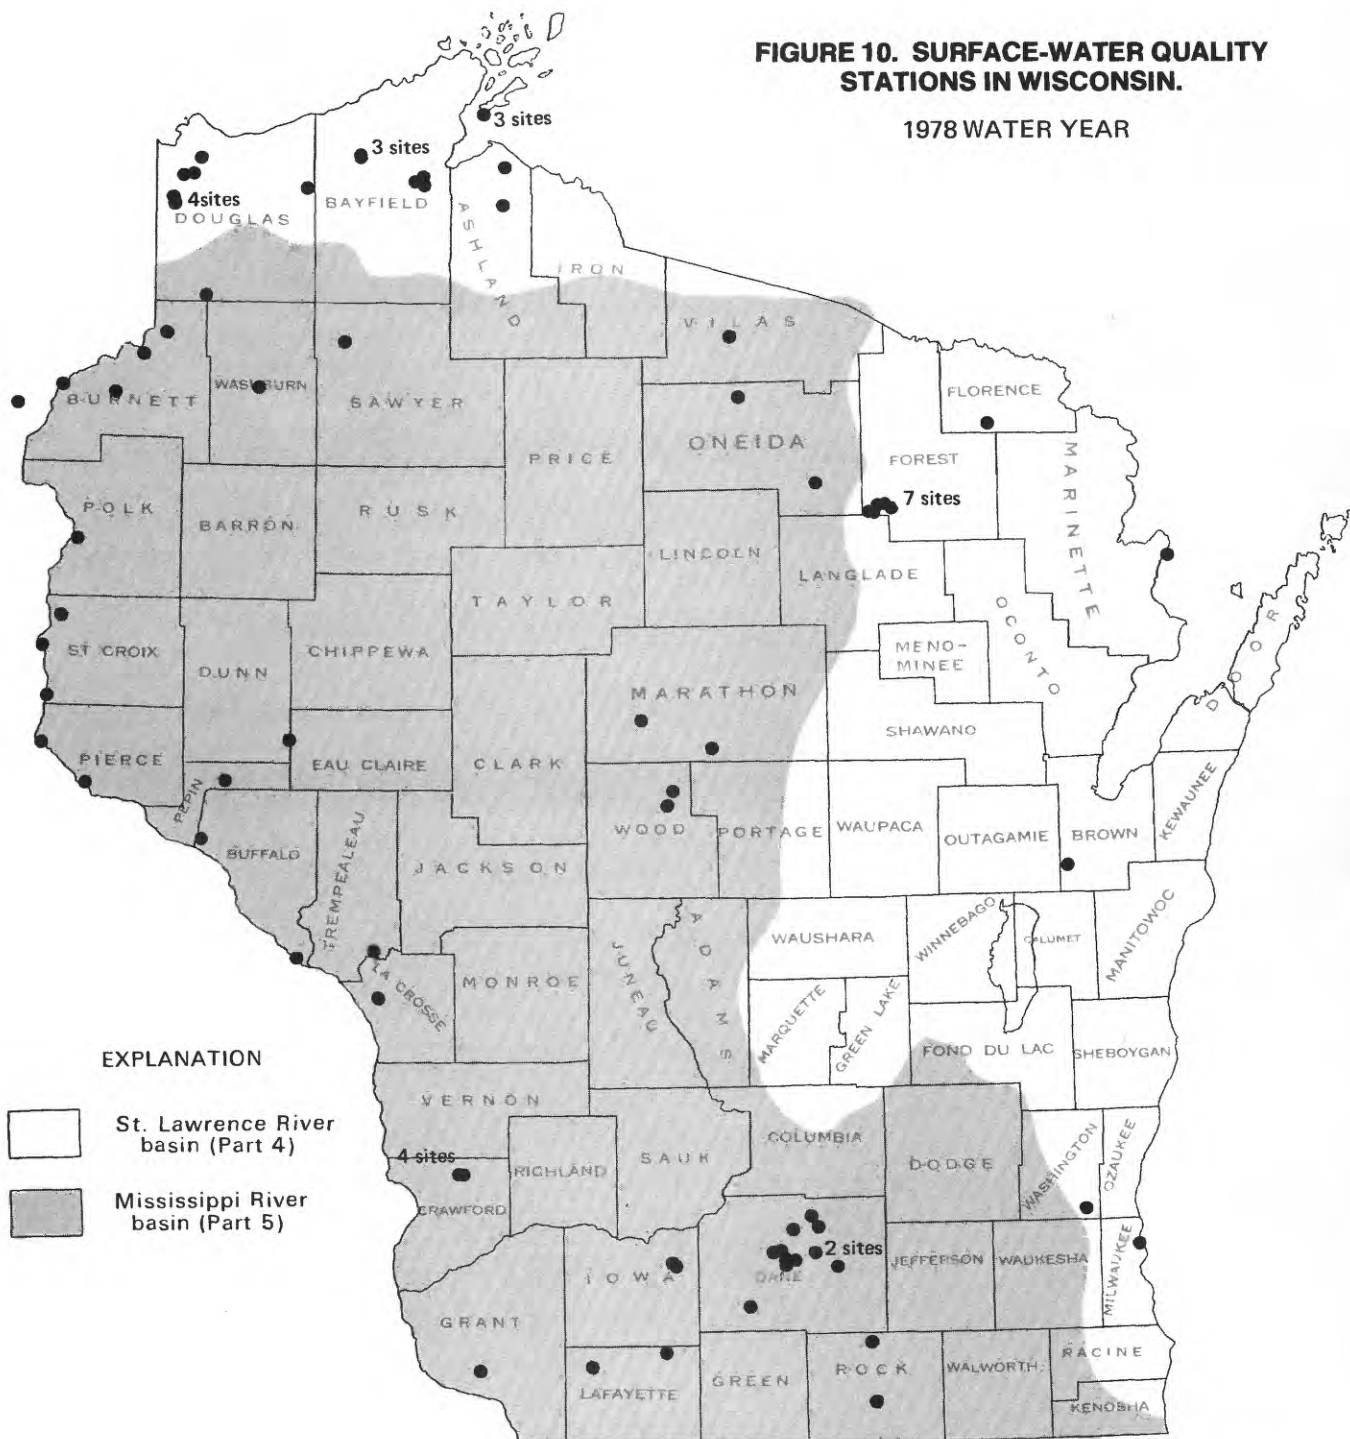 FIGURE 10. SURFACE-WATER QUALITY
STATIONS IN WISCONSIN.
1978 WATER YEAR
3 sites
3 sites
4sites
DOUGLAS
BAYFIELD
ASHLAND
IRON
VILAS
BURNETT
WASHBURN
SAWYER
FLORENCE
ONEIDA
PRICE
FOREST
MARINETTE
7 sites
POLK
BARRON
RUSK
LINCOLN
LANGLADE
TAYLOR
OCONTO
DOOR
ST CROIX
DUNN
CHIPPEWA
MENO-
MINEE
MARATHON
SHAWANO
PIERCE
EAU CLAIRE
CLARK
PEPIN
WOOD
PORTAGE
WAUPACA
OUTAGAMIE
BROWN
KEWAUNEE
BUFFALO
TREMPEALEAU
JACKSON
ADAMS
WAUSHARA
WINNEBAGO
CALUMET
MANITOWOC
LA CROSSE
MONROE
JUNEAU
MARQUETTE
GREEN LAKE
FOND DU LAC
SHEBOYGAN
EXPLANATION
St. Lawrence River
basin (Part 4)
Mississippi River
basin (Part 5)
VERNON
4 sites
CRAWFORD
RICHLAND
SAUK
COLUMBIA
DODGE
WASHINGTON
OZAUKEE
IOWA
DANE
2 sites
JEFFERSON
WAUKESHA
MILWAUKEE
GRANT
LAFAYETTE
GREEN
ROCK
WALWORTH
RACINE
KENOSHA